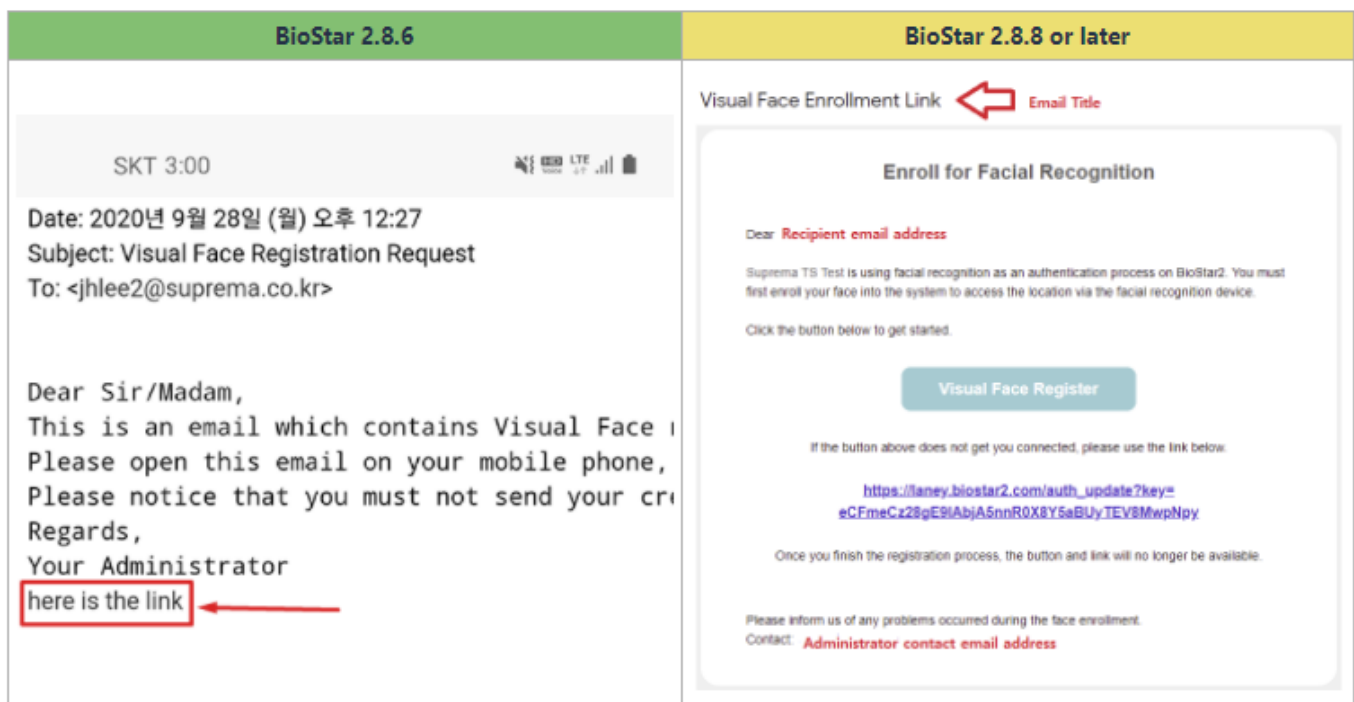 BioStar 2.8.6
BioStar 2.8.8 or later
SKT 3:00
LTE
Date: 2020년 9월 28일 (월) 오후 12:27
Subject: Visual Face Registration Request
To: <jhlee2@suprema.co.kr>
Dear Sir/Madam,
This is an email which contains Visual Face
Please open this email on your mobile phone,
Please notice that you must not send your cre
Regards,
Your Administrator
here is the link
Visual Face Enrollment Link Email Title
Enroll for Facial Recognition
Dear Recipient email address
Suprema TS Test is using facial recognition as an authentication process on BioStar2. You must
first enroll your face into the system to access the location via the facial recognition device.
Click the button below to get started.
Visual Face Register
If the button above does not get you connected, please use the link below.
https://laney.biostar2.com/auth_update?key=
Once you finish the registration process, the button and link will no longer be available.
Please inform us of any problems occurred during the face enrollment.
Contact: Administrator contact email address